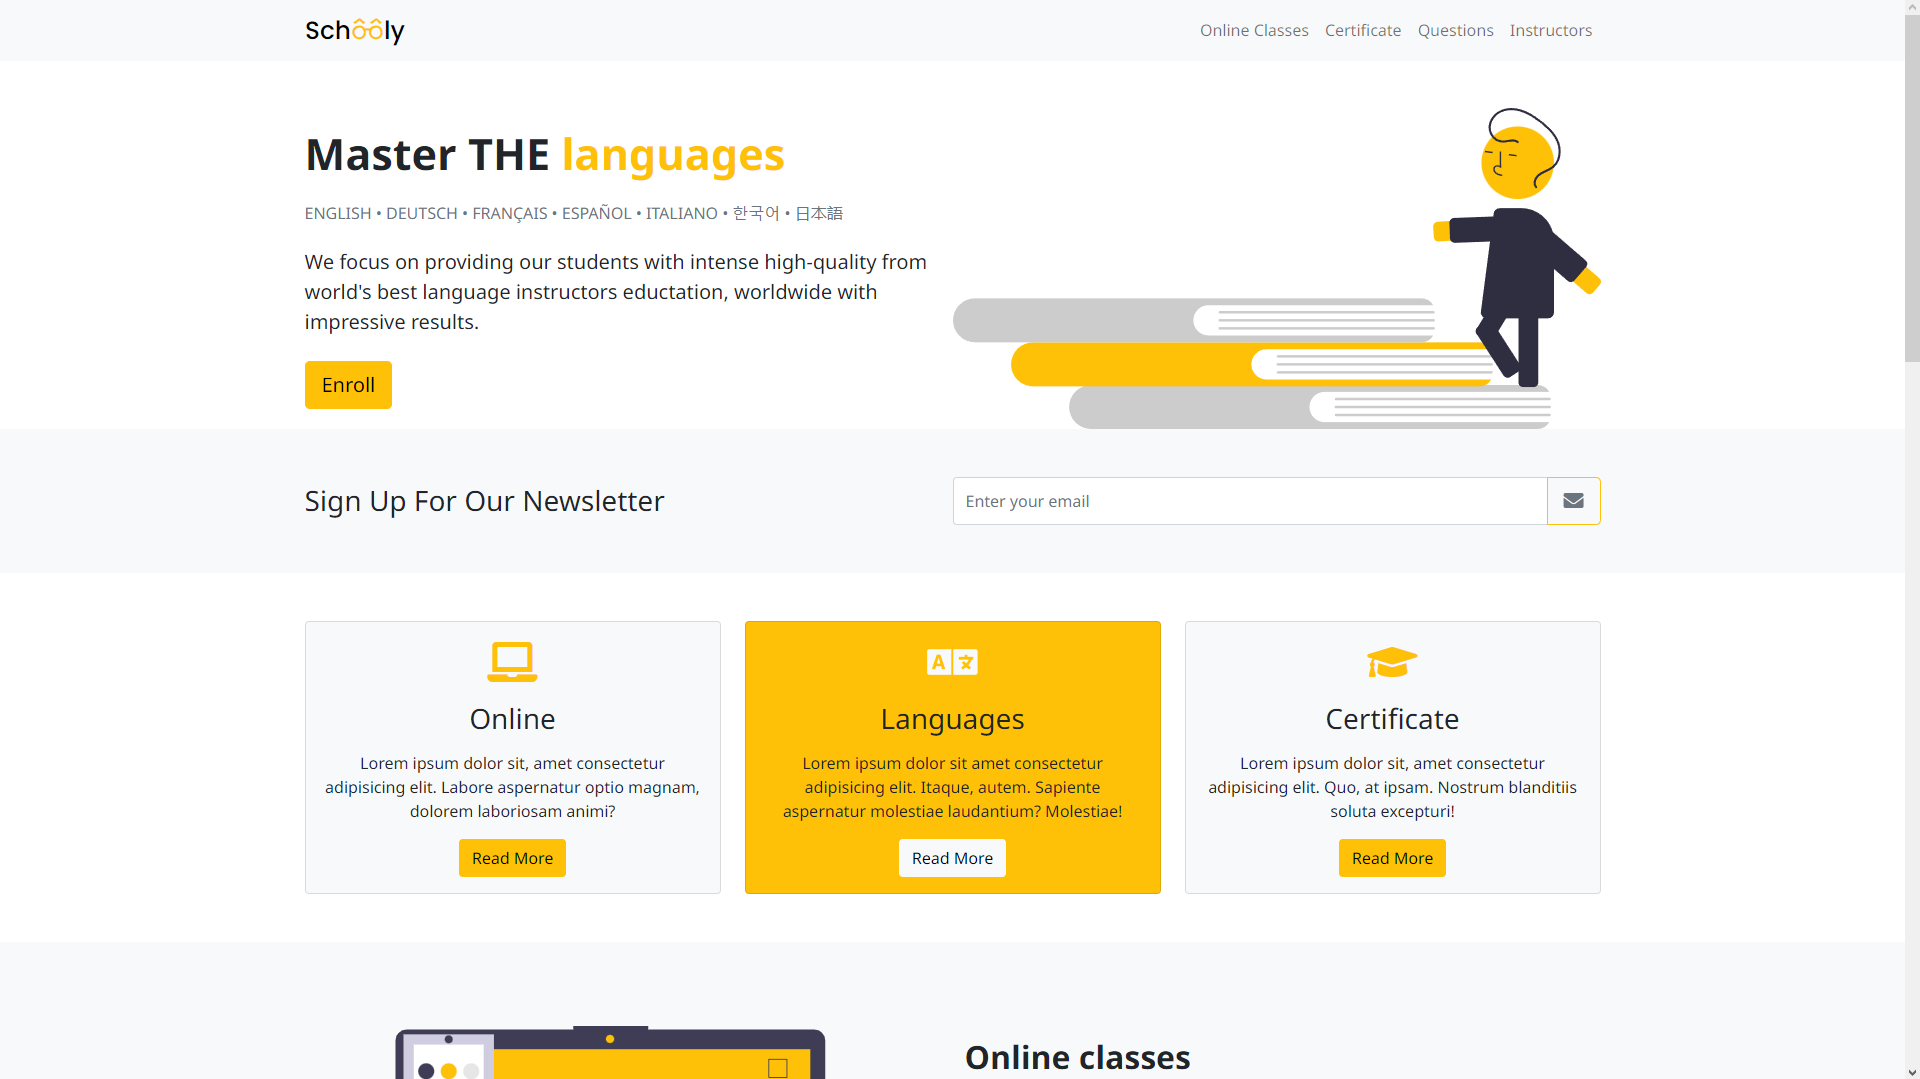 Schooly
Online Classes Certificate Questions Instructors
Master THE languages
ENGLISH • DEUTSCH • FRANÇAIS • ESPAÑOL • ITALIANO • 한국어 • 日本語
We focus on providing our students with intense high-quality from
world's best language instructors eductation, worldwide with
impressive results.
Enroll
Sign Up For Our Newsletter
Enter your email
Online
Lorem ipsum dolor sit, amet consectetur
adipisicing elit. Labore aspernatur optio magnam,
dolorem laboriosam animi?
Read More
A 文
Languages
Lorem ipsum dolor sit amet consectetur
adipisicing elit. Itaque, autem. Sapiente
aspernatur molestiae laudantium? Molestiae!
Read More
Certificate
Lorem ipsum dolor sit, amet consectetur
adipisicing elit. Quo, at ipsam. Nostrum blanditiis
soluta excepturi!
Read More
Online classes